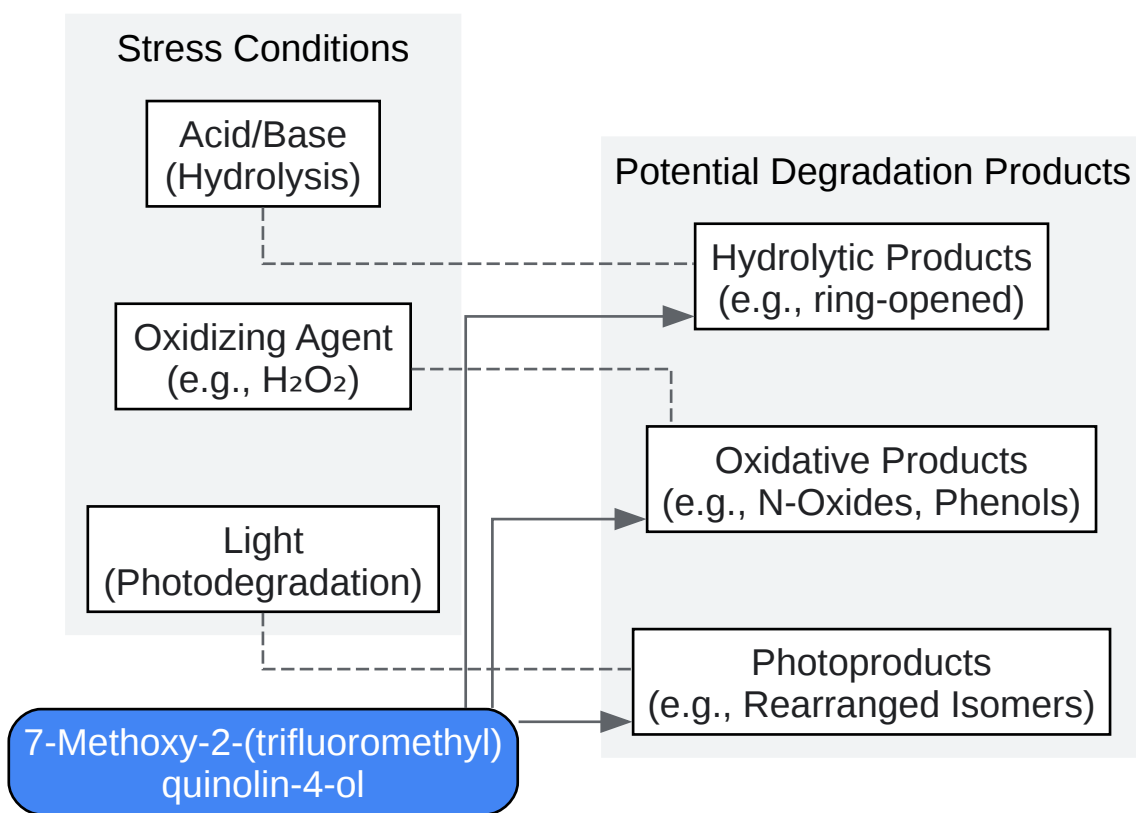 Stress Conditions
Acid/Base
(Hydrolysis)
Oxidizing Agent
(e.g., H₂O₂)
Light
(Photodegradation)
Potential Degradation Products
Hydrolytic Products
(e.g., ring-opened)
Oxidative Products
(e.g., N-Oxides, Phenols)
Photoproducts
(e.g., Rearranged Isomers)
7-Methoxy-2-(trifluoromethyl)
quinolin-4-ol